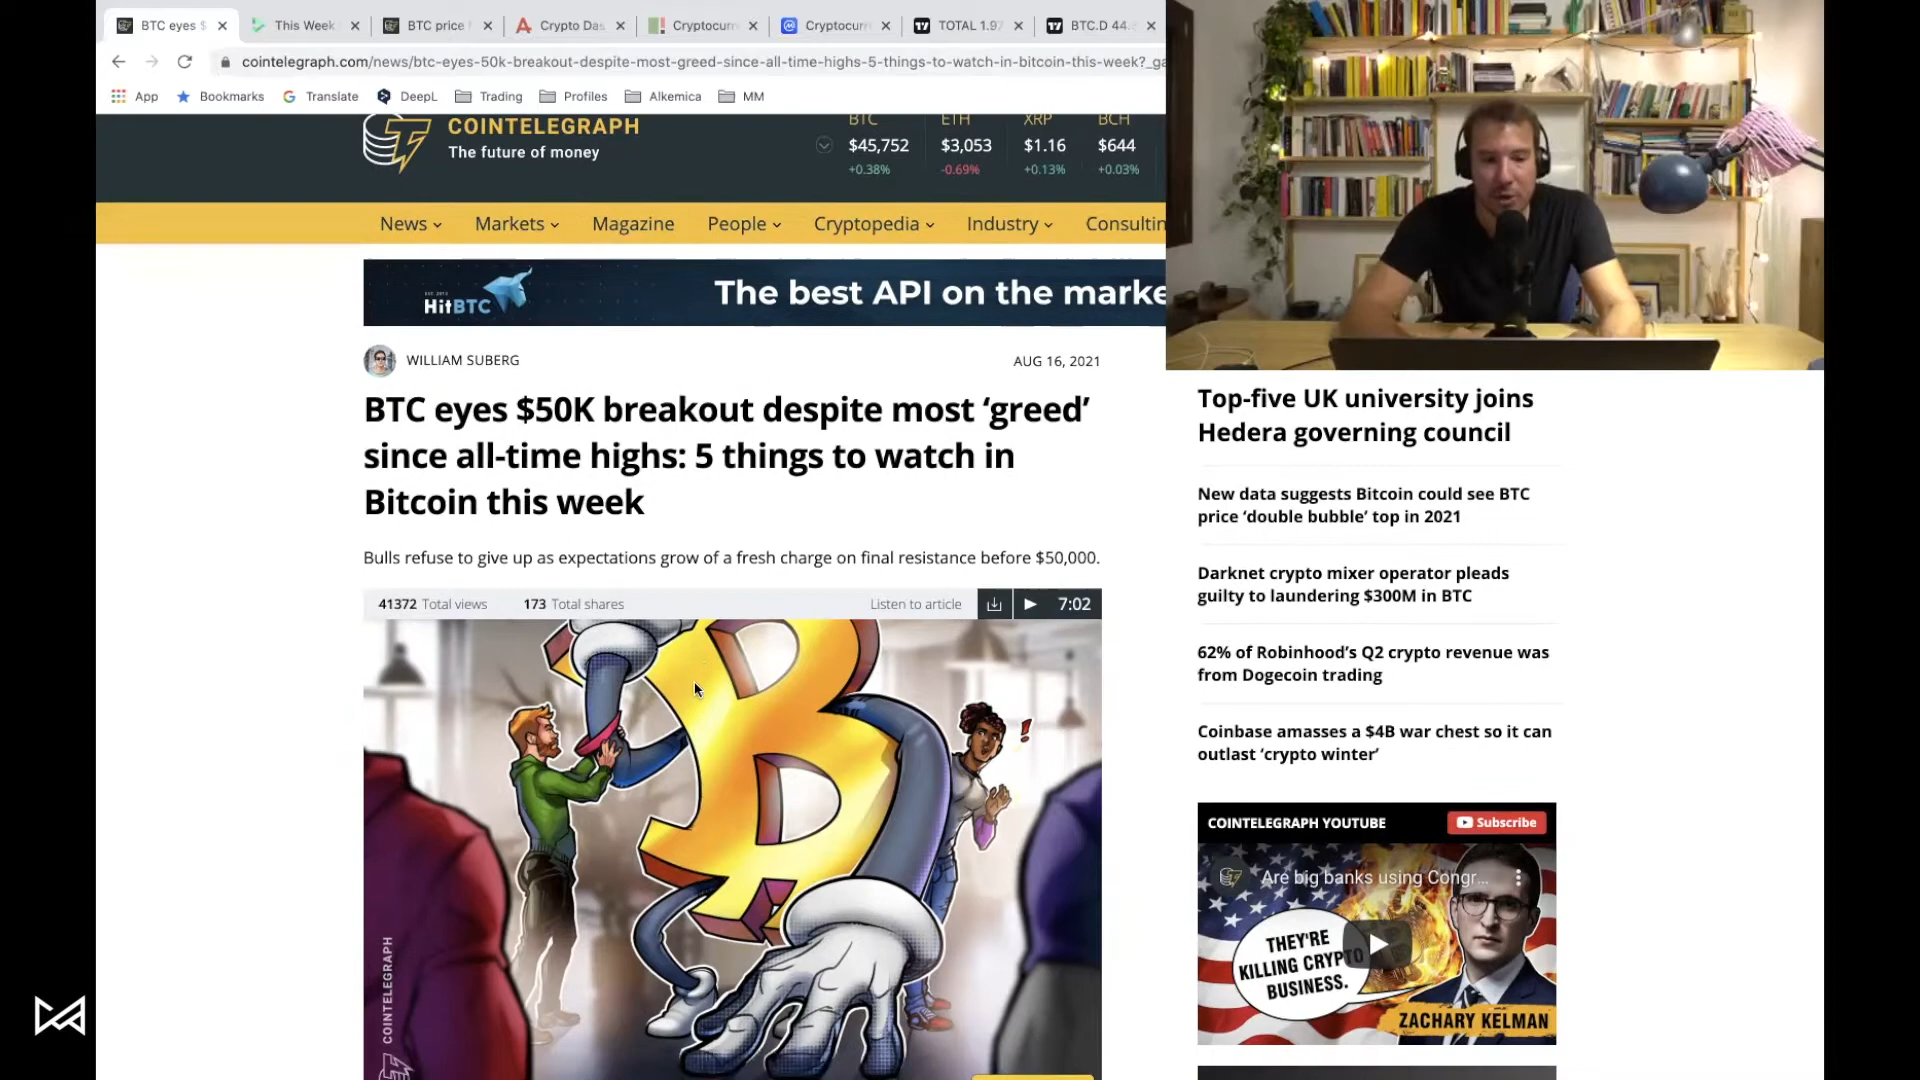 BTC eyes $
This Week
BTC price
Crypto Das
Cryptocurr
Cryptocurr
TOTAL 1.97
BTC.D 44.
cointelegraph.com/news/btc-eyes-50k-breakout-despite-most-greed-since-all-time-highs-5-things-to-watch-in-bitcoin-this-week?_ga
App
Bookmarks
Translate
DeepL
Trading
Profiles
Alkemica
MM
COINTELEGRAPH
The future of money
BTC
ETH
XRP
BCH
$45,752
$3,053
$1.16
$644
+0.38%
-0.69%
+0.13%
+0.03%
News
Markets
Magazine
People
Cryptopedia
Industry
Consultin
HitBTC
The best API on the marke
WILLIAM SUBERG
AUG 16, 2021
BTC eyes $50K breakout despite most ‘greed’
since all-time highs: 5 things to watch in
Bitcoin this week
Bulls refuse to give up as expectations grow of a fresh charge on final resistance before $50,000.
41372 Total views
173 Total shares
Listen to article
7:02
COINTELEGRAPH
Top-five UK university joins
Hedera governing council
New data suggests Bitcoin could see BTC
price ‘double bubble’ top in 2021
Darknet crypto mixer operator pleads
guilty to laundering $300M in BTC
62% of Robinhood’s Q2 crypto revenue was
from Dogecoin trading
Coinbase amasses a $4B war chest so it can
outlast ‘crypto winter’
COINTELEGRAPH YOUTUBE
Subscribe
Are big banks using Congr...
THEY'RE
KILLING CRYPTO
BUSINESS.
ZACHARY KELMAN